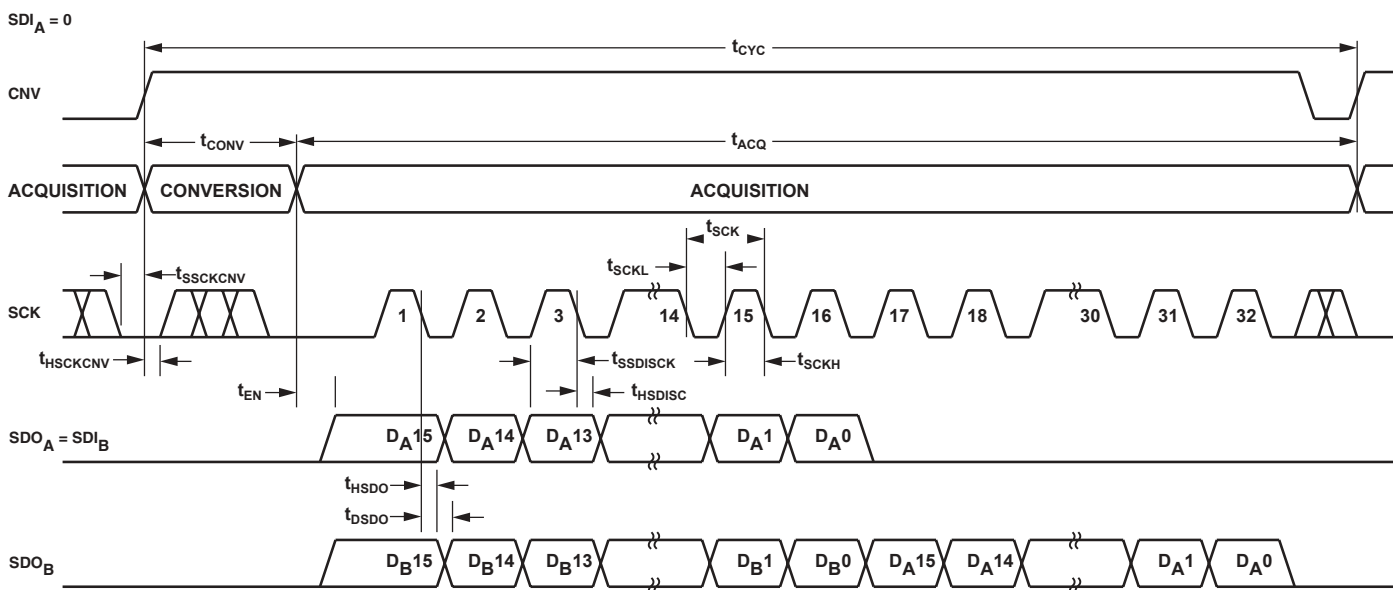 SDIA = 0
tCYC
CNV
tCONV
tACQ
ACQUISITION CONVERSION ACQUISITION
tSCK
tSSCKCNV tSCKL
SCK 1 2 3 14 15 16 17 18 30 31 32
tHSCKCNV tSSDISCK tSCKH
tEN tHSDISC
SDOA = SDIB DA15 DA14 DA13 DA1 DA0
tHSDO
tDSDO
SDOB DB15 DB14 DB13 DB1 DB0 DA15 DA14 DA1 DA0